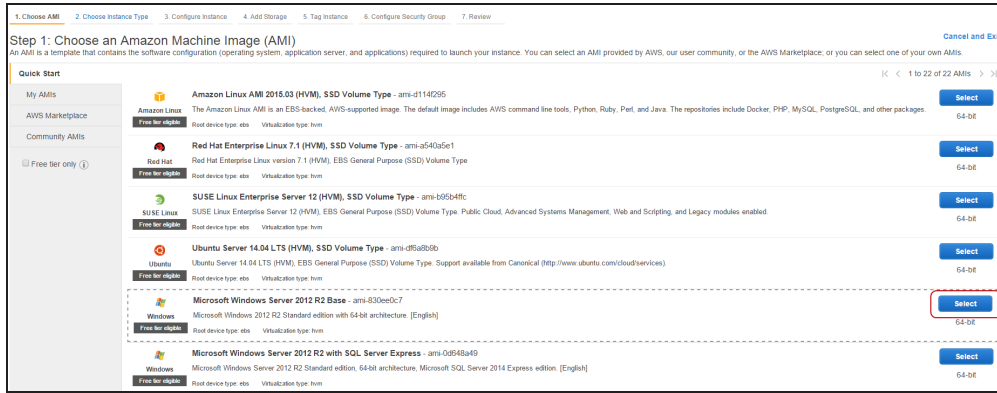 1. Choose AMI 2. Choose Instance Type 3. Configure Instance 4. Add Storage 5. Tag Instance 6. Configure Security Group 7. Review
Step 1: Choose an Amazon Machine Image (AMI)
Cancel and Exi
An AMI is a template that contains the software configuration (operating system, application server, and applications) required to launch your instance. You can select an AMI provided by AWS, our user community, or the AWS Marketplace; or you can select one of your own AMIs.
Quick Start
1 to 22 of 22 AMIs
My AMIs
AWS Marketplace
Community AMIs
Free tier only
Amazon Linux
Free tier eligible
Amazon Linux AMI 2015.03 (HVM), SSD Volume Type - ami-d114f295
The Amazon Linux AMI is an EBS-backed, AWS-supported image. The default image includes AWS command line tools, Python, Ruby, Perl, and Java. The repositories include Docker, PHP, MySQL, PostgreSQL, and other packages.
Root device type: ebs Virtualization type: hvm
Select
64-bit
Red Hat
Free tier eligible
Red Hat Enterprise Linux 7.1 (HVM), SSD Volume Type - ami-a540a5e1
Red Hat Enterprise Linux version 7.1 (HVM), EBS General Purpose (SSD) Volume Type
Root device type: ebs Virtualization type: hvm
Select
64-bit
SUSE Linux
Free tier eligible
SUSE Linux Enterprise Server 12 (HVM), SSD Volume Type - ami-b95b4ffc
SUSE Linux Enterprise Server 12 (HVM), EBS General Purpose (SSD) Volume Type. Public Cloud, Advanced Systems Management, Web and Scripting, and Legacy modules enabled.
Root device type: ebs Virtualization type: hvm
Select
64-bit
Ubuntu
Free tier eligible
Ubuntu Server 14.04 LTS (HVM), SSD Volume Type - ami-df6a8b9b
Ubuntu Server 14.04 LTS (HVM), EBS General Purpose (SSD) Volume Type. Support available from Canonical (http://www.ubuntu.com/cloud/services).
Root device type: ebs Virtualization type: hvm
Select
64-bit
Windows
Free tier eligible
Microsoft Windows Server 2012 R2 Base - ami-830ee0c7
Microsoft Windows 2012 R2 Standard edition with 64-bit architecture. [English]
Root device type: ebs Virtualization type: hvm
Select
64-bit
Windows
Free tier eligible
Microsoft Windows Server 2012 R2 with SQL Server Express - ami-0d648a49
Microsoft Windows Server 2012 R2 Standard edition, 64-bit architecture, Microsoft SQL Server 2014 Express edition. [English]
Root device type: ebs Virtualization type: hvm
Select
64-bit